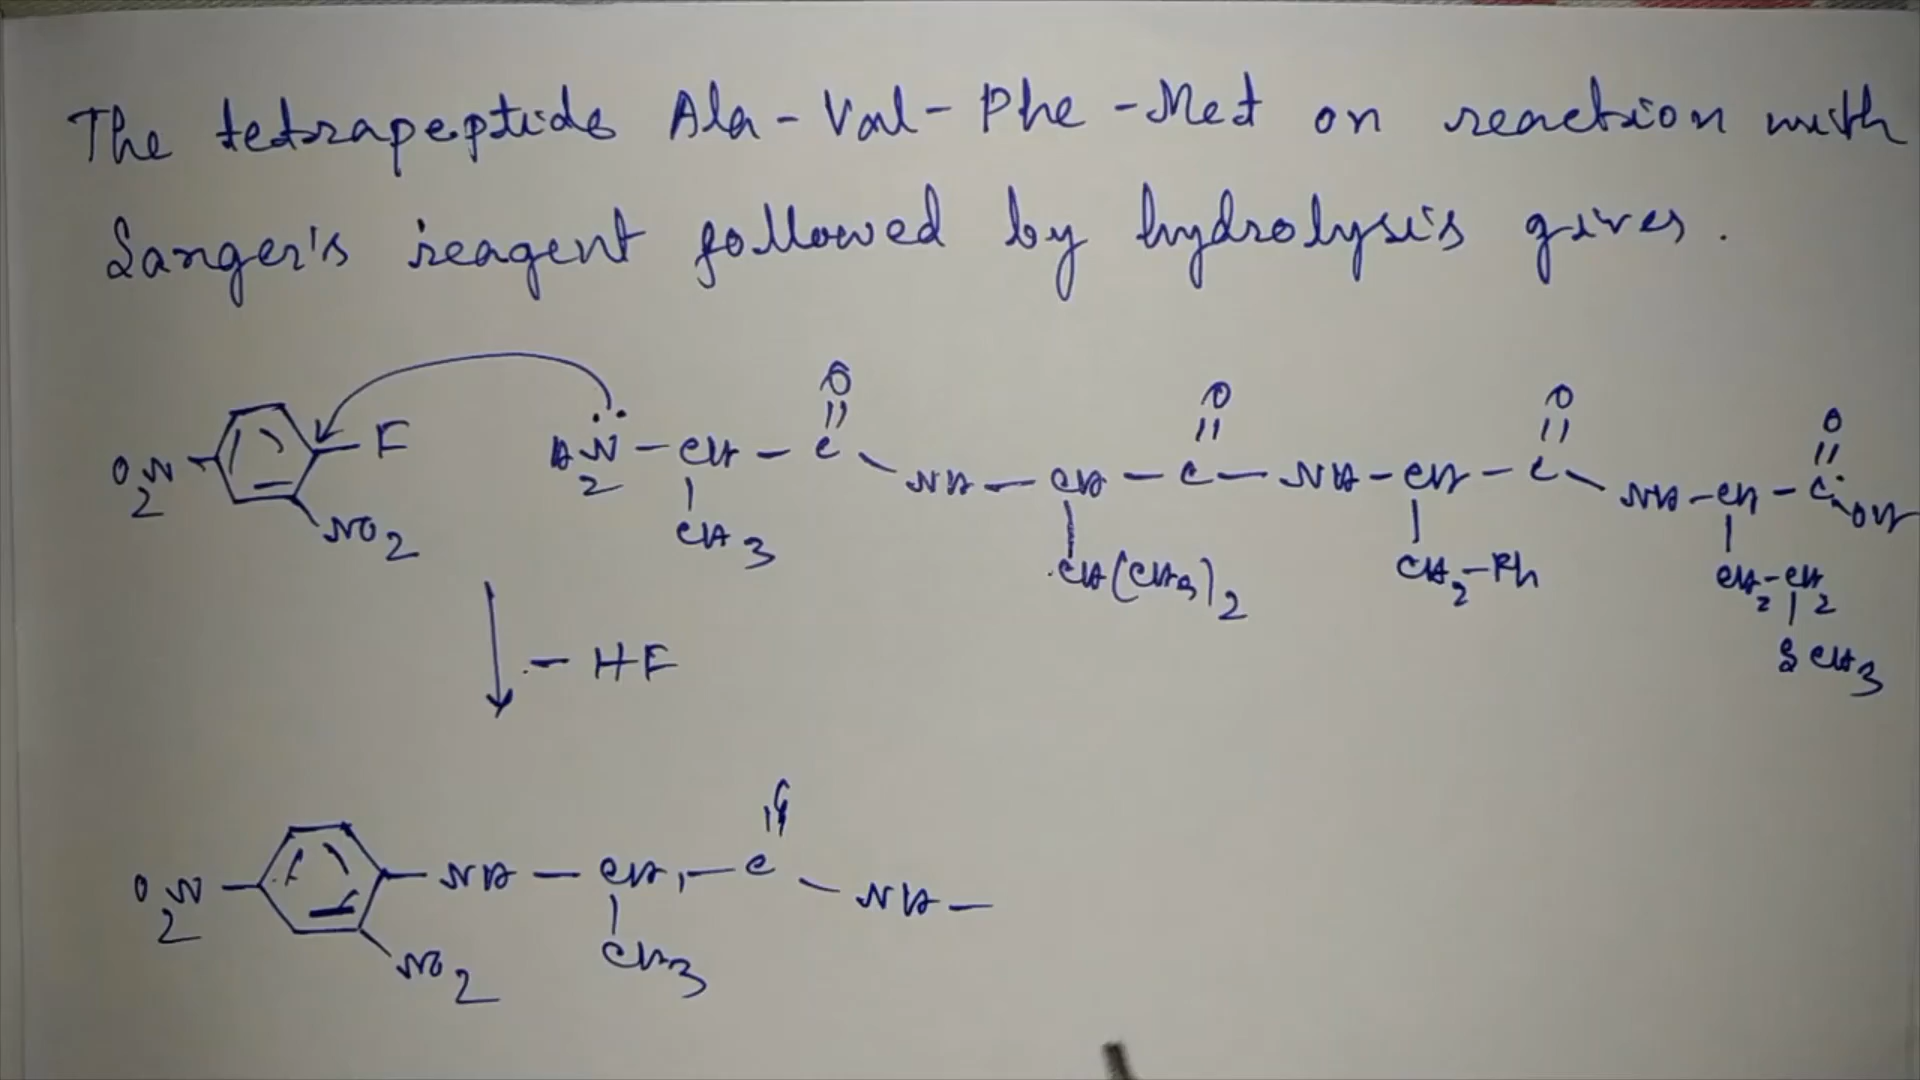 The tetrapeptide Ala-Val-Phe-Met on reaction with
Sanger's reagent followed by hydrolysis gives.
O2N F NO2 H2N-CH-C-NH-CH-C-NH-CH-C-NH-CH-C-OH
O O O O
CH3 CH(CH3)2 CH2-Ph CH2-CH2
SCH3
- HF
O2N NH-CH-C-NH-
CH3
NO2